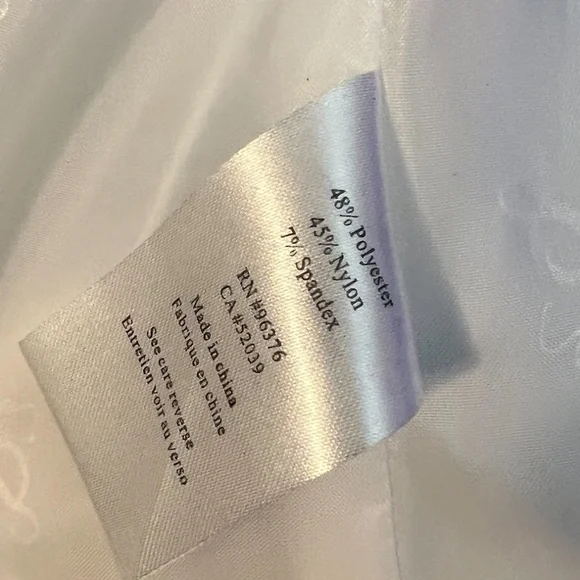 48% Polyester
45% Nylon
7% Spandex
RN #96376
CA #52039
Made in china
Fabrique en chine
See care reverse
Entretien voir au verso